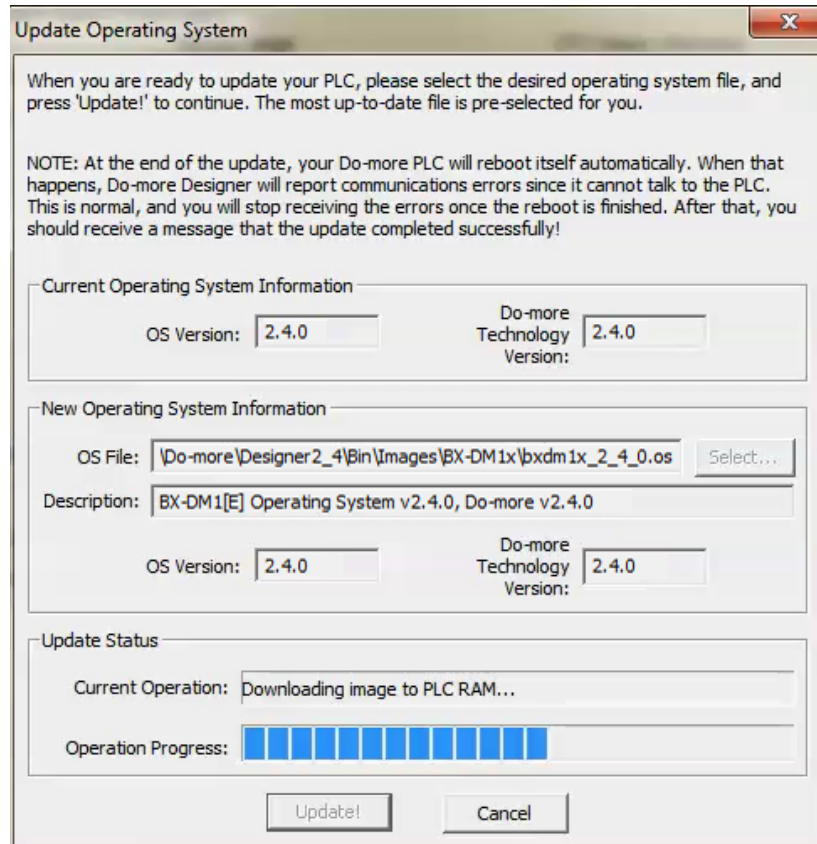 Update Operating System
When you are ready to update your PLC, please select the desired operating system file, and
press 'Update!' to continue. The most up-to-date file is pre-selected for you.
NOTE: At the end of the update, your Do-more PLC will reboot itself automatically. When that
happens, Do-more Designer will report communications errors since it cannot talk to the PLC.
This is normal, and you will stop receiving the errors once the reboot is finished. After that, you
should receive a message that the update completed successfully!
Current Operating System Information
OS Version: 2.4.0
Do-more
Technology
Version: 2.4.0
New Operating System Information
OS File: \Do-more\Designer2_4\Bin\Images\BX-DM1x\bxdm1x_2_4_0.os Select...
Description: BX-DM1[E] Operating System v2.4.0, Do-more v2.4.0
OS Version: 2.4.0
Do-more
Technology
Version: 2.4.0
Update Status
Current Operation: Downloading image to PLC RAM...
Operation Progress:
Update! Cancel